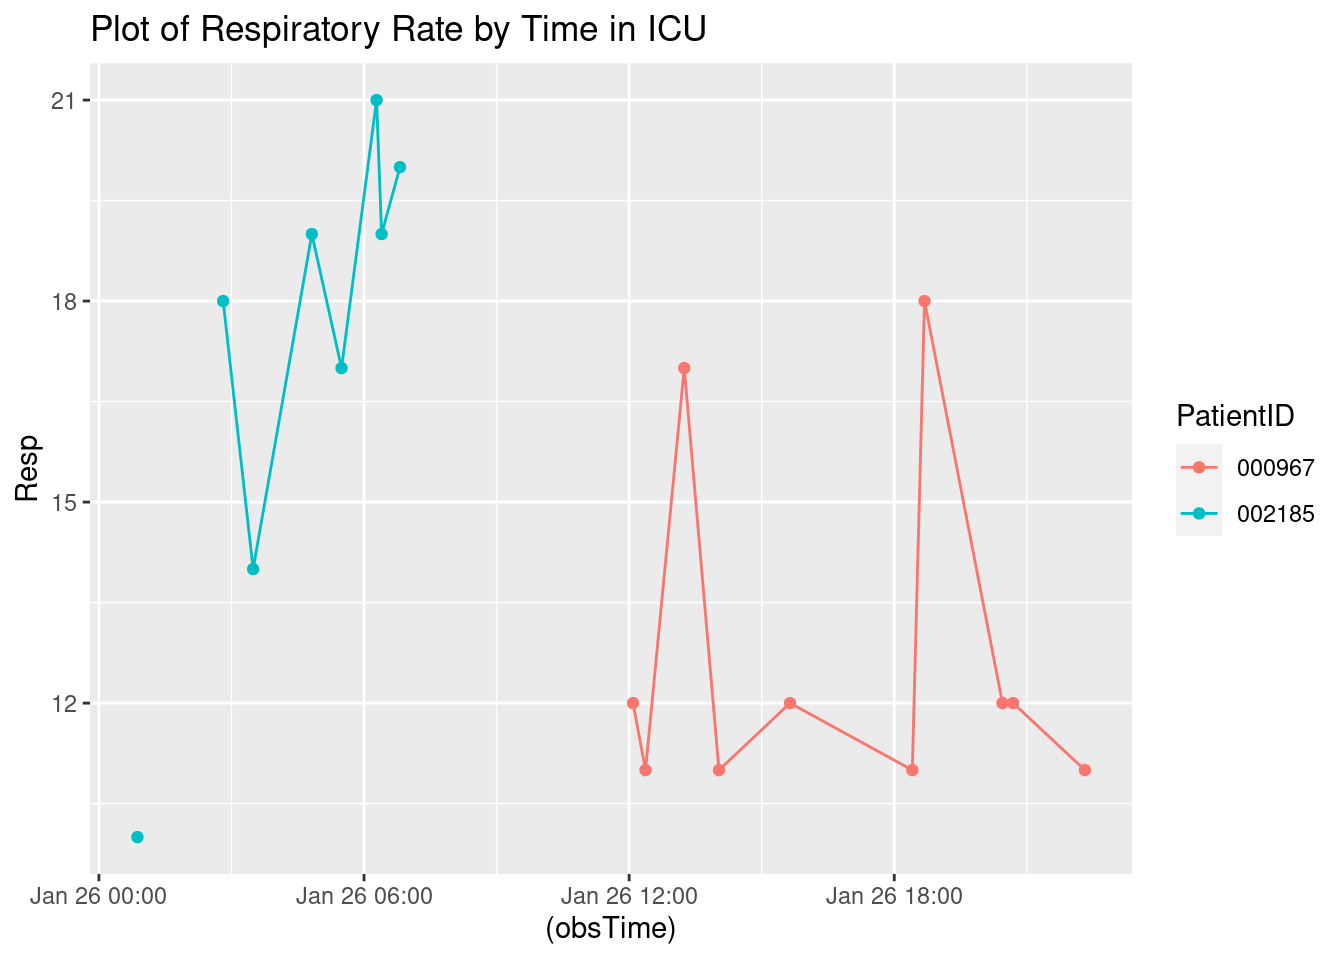 Plot of Respiratory Rate by Time in ICU
21
18
15
12
Resp
Jan 26 00:00
Jan 26 06:00
Jan 26 12:00
Jan 26 18:00
(obsTime)
PatientID
000967
002185